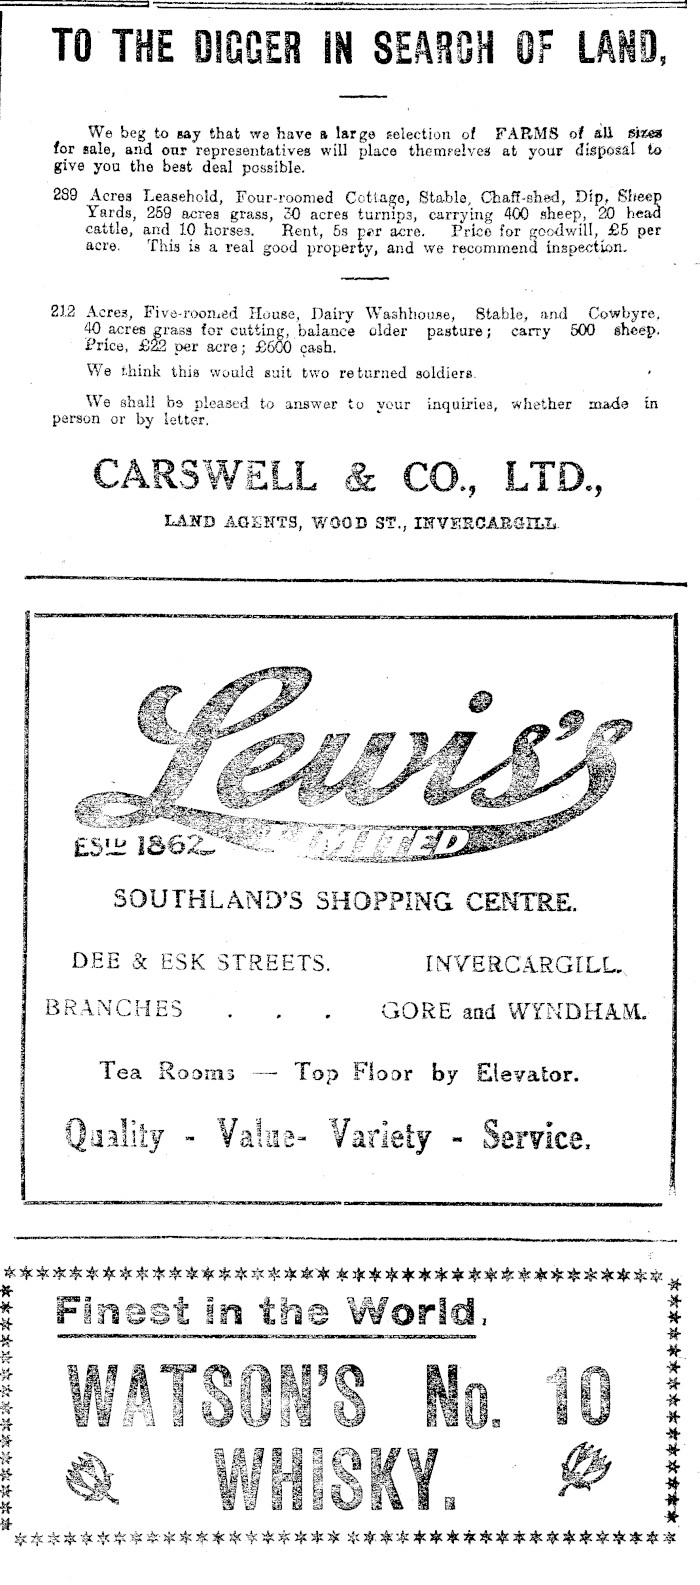 TO THE DIGGER IN SEARCH OF LAND,
We beg to say that we have a large selection of FARMS of all sizes
for sale, and our representatives will place themselves at your disposal to
give you the best deal possible.
289 Acres Leasehold, Four-roomed Cottage, Stable, Chaff-shed, Dip, Sheep
Yards, 259 acres grass, 30 acres turnips, carrying 400 sheep, 20 head
cattle, and 10 horses. Rent, 5s per acre. Price for goodwill, £5 per
acre. This is a real good property, and we recommend inspection.
212 Acres, Five-roomed House, Dairy Washhouse, Stable, and Cowbyre,
40 acres grass for cutting, balance older pasture; carry 500 sheep.
Price, £22 per acre; £600 cash.
We think this would suit two returned soldiers.
We shall be pleased to answer to your inquiries, whether made in
person or by letter.
CARSWELL & CO., LTD.,
LAND AGENTS, WOOD ST., INVERCARGILL
Lewis's
ESTD 1862 LIMITED
SOUTHLAND'S SHOPPING CENTRE.
DEE & ESK STREETS. INVERCARGILL.
BRANCHES . . . GORE and WYNDHAM.
Tea Rooms — Top Floor by Elevator.
Quality - Value- Variety - Service.
Finest in the World.
WATSON'S No. 10
WHISKY.